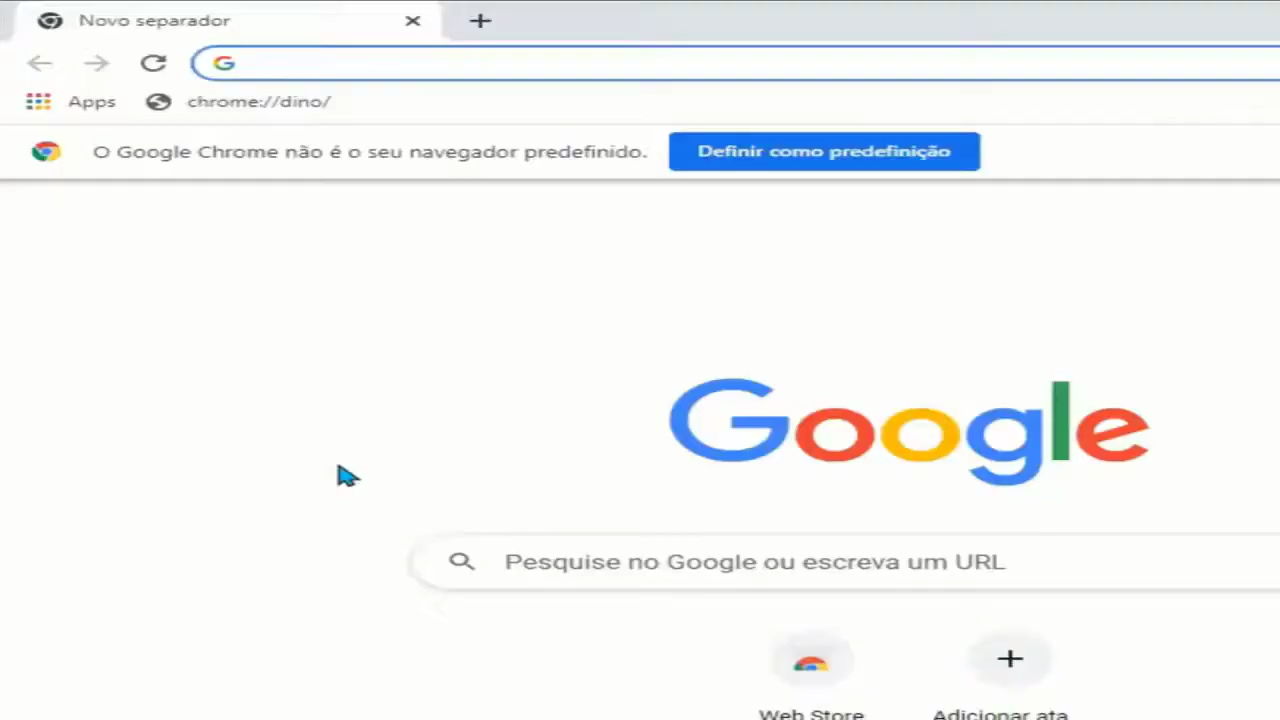 Novo separador
Apps chrome://dino/
O Google Chrome não é o seu navegador predefinido. Definir como predefinição
Google
Pesquise no Google ou escreva um URL
Web Store Adicionar ata